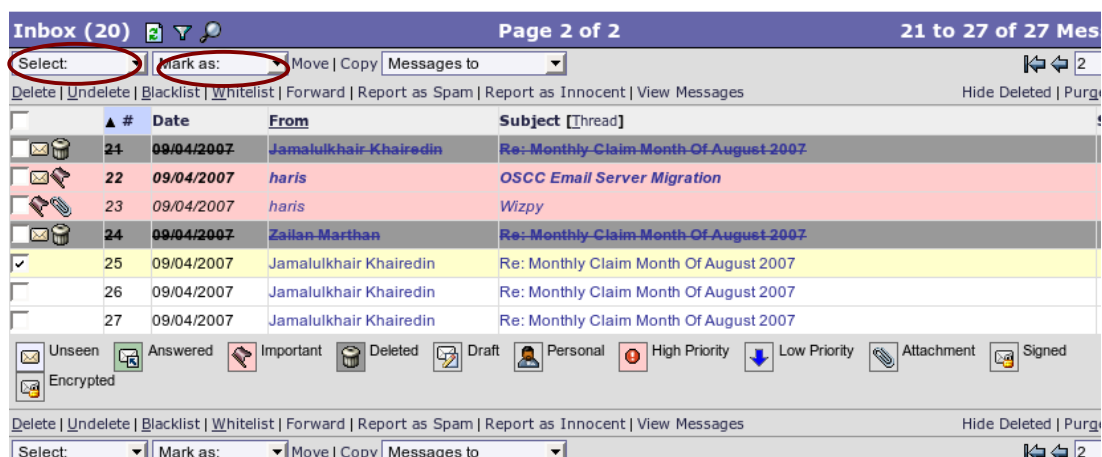 Inbox (20) Page 2 of 2 21 to 27 of 27 Mes
Select: Mark as: Move | Copy Messages to 2
Delete | Undelete | Blacklist | Whitelist | Forward | Report as Spam | Report as Innocent | View Messages Hide Deleted | Purge
# Date From Subject [Thread] S
21 09/04/2007 Jamalulkhair Khairedin Re: Monthly Claim Month Of August 2007
22 09/04/2007 haris OSCC Email Server Migration
23 09/04/2007 haris Wizpy
24 09/04/2007 Zailan Marthan Re: Monthly Claim Month Of August 2007
25 09/04/2007 Jamalulkhair Khairedin Re: Monthly Claim Month Of August 2007
26 09/04/2007 Jamalulkhair Khairedin Re: Monthly Claim Month Of August 2007
27 09/04/2007 Jamalulkhair Khairedin Re: Monthly Claim Month Of August 2007
Unseen Answered Important Deleted Draft Personal High Priority Low Priority Attachment Signed
Encrypted
Delete | Undelete | Blacklist | Whitelist | Forward | Report as Spam | Report as Innocent | View Messages Hide Deleted | Purge
Select: Mark as: Move | Copy Messages to 2